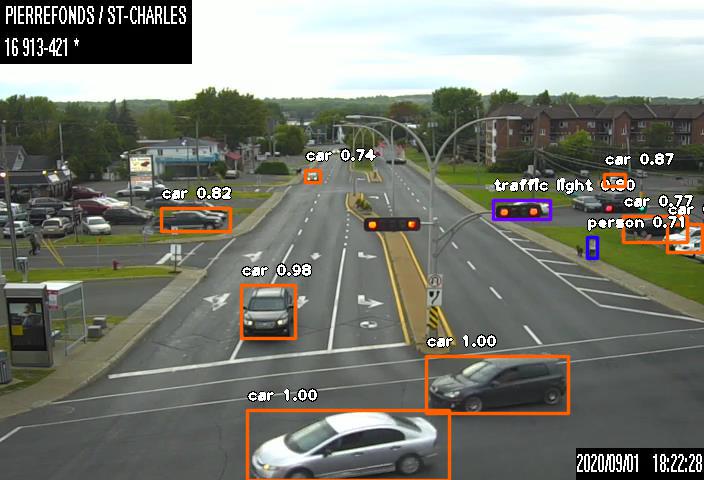 PIERREFONDS / ST-CHARLES
16 913-421 *
car 0.74
car 0.87
car 0.82
traffic light 0.80
car 0.77
car
person 0.71
car 0.98
car 1.00
car 1.00
2020/09/01 18:22:28